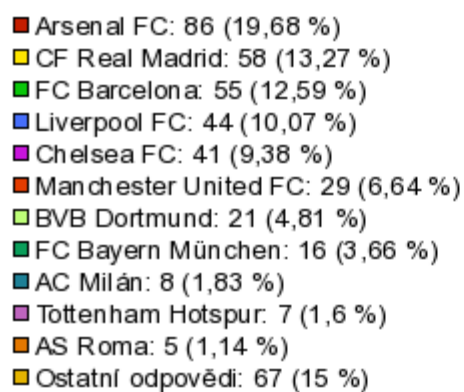 Arsenal FC: 86 (19,68 %)
CF Real Madrid: 58 (13,27 %)
FC Barcelona: 55 (12,59 %)
Liverpool FC: 44 (10,07 %)
Chelsea FC: 41 (9,38 %)
Manchester United FC: 29 (6,64 %)
BVB Dortmund: 21 (4,81 %)
FC Bayern München: 16 (3,66 %)
AC Milán: 8 (1,83 %)
Tottenham Hotspur: 7 (1,6 %)
AS Roma: 5 (1,14 %)
Ostatní odpovědi: 67 (15 %)